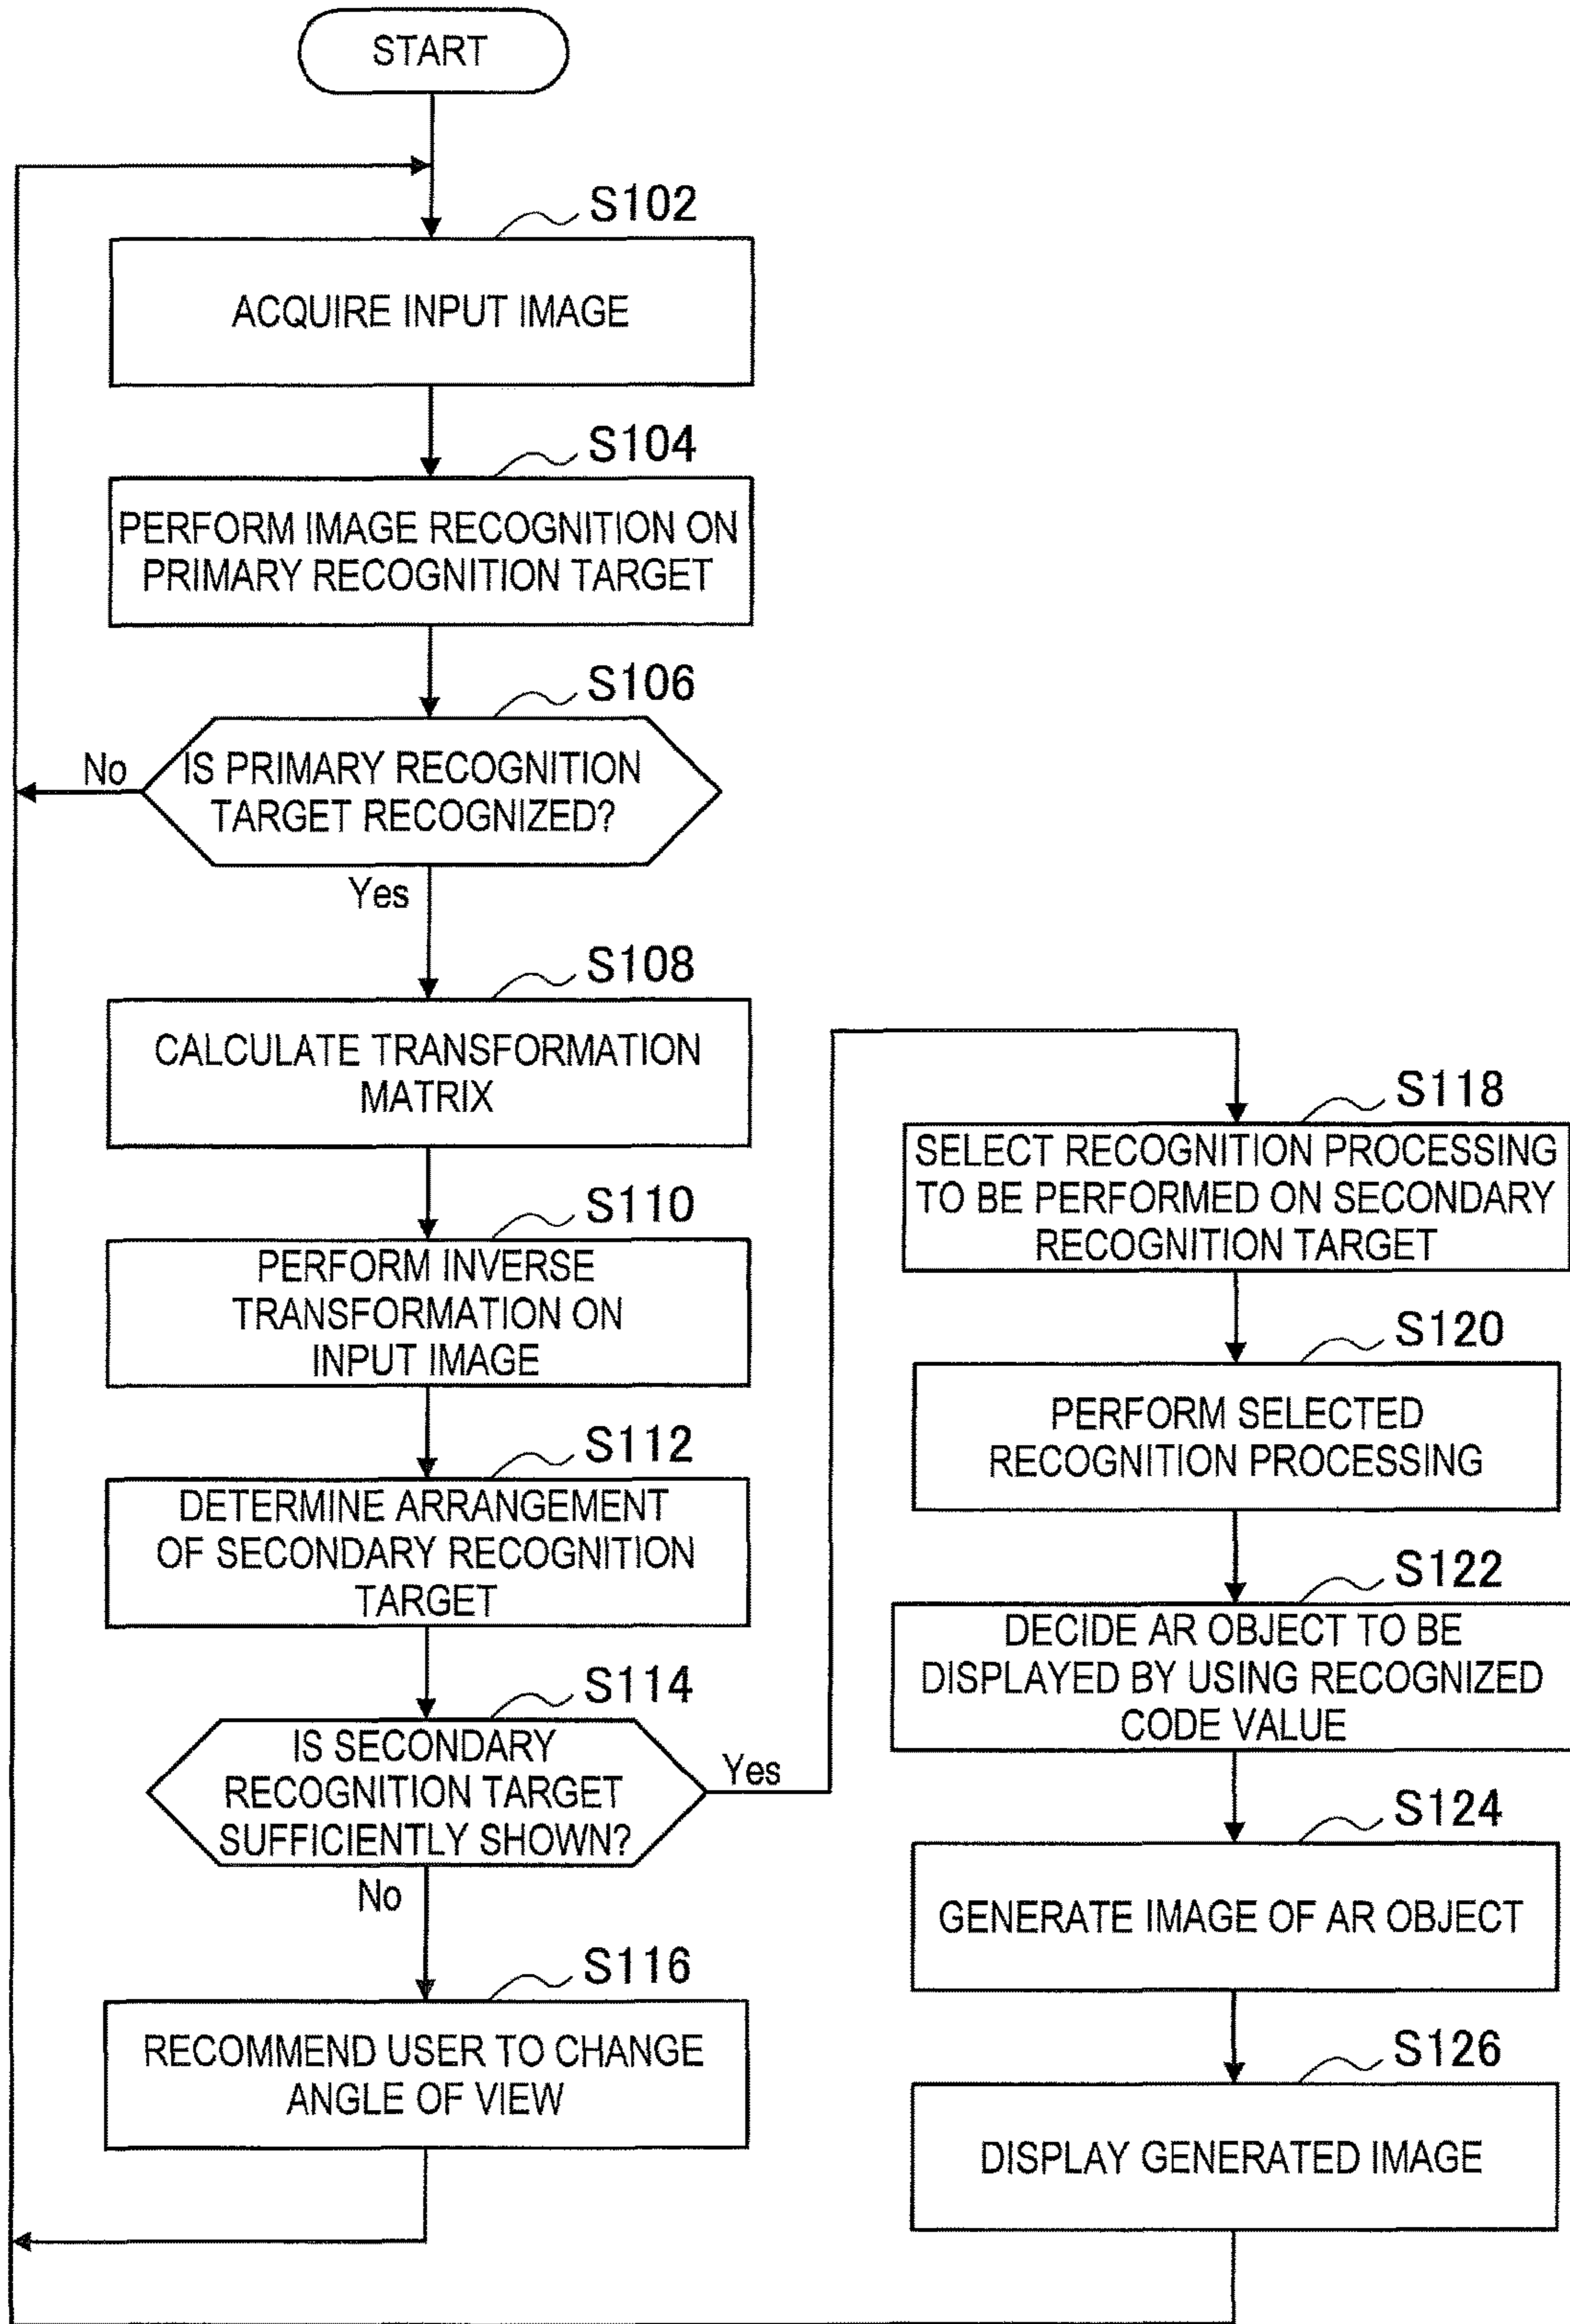 START
S102
ACQUIRE INPUT IMAGE
S104
PERFORM IMAGE RECOGNITION ON
PRIMARY RECOGNITION TARGET
S106
IS PRIMARY RECOGNITION
TARGET RECOGNIZED?
No
Yes
S108
CALCULATE TRANSFORMATION
MATRIX
S110
PERFORM INVERSE
TRANSFORMATION ON
INPUT IMAGE
S112
DETERMINE ARRANGEMENT
OF SECONDARY RECOGNITION
TARGET
S114
IS SECONDARY
RECOGNITION TARGET
SUFFICIENTLY SHOWN?
Yes
No
S116
RECOMMEND USER TO CHANGE
ANGLE OF VIEW
S118
SELECT RECOGNITION PROCESSING
TO BE PERFORMED ON SECONDARY
RECOGNITION TARGET
S120
PERFORM SELECTED
RECOGNITION PROCESSING
S122
DECIDE AR OBJECT TO BE
DISPLAYED BY USING RECOGNIZED
CODE VALUE
S124
GENERATE IMAGE OF AR OBJECT
S126
DISPLAY GENERATED IMAGE